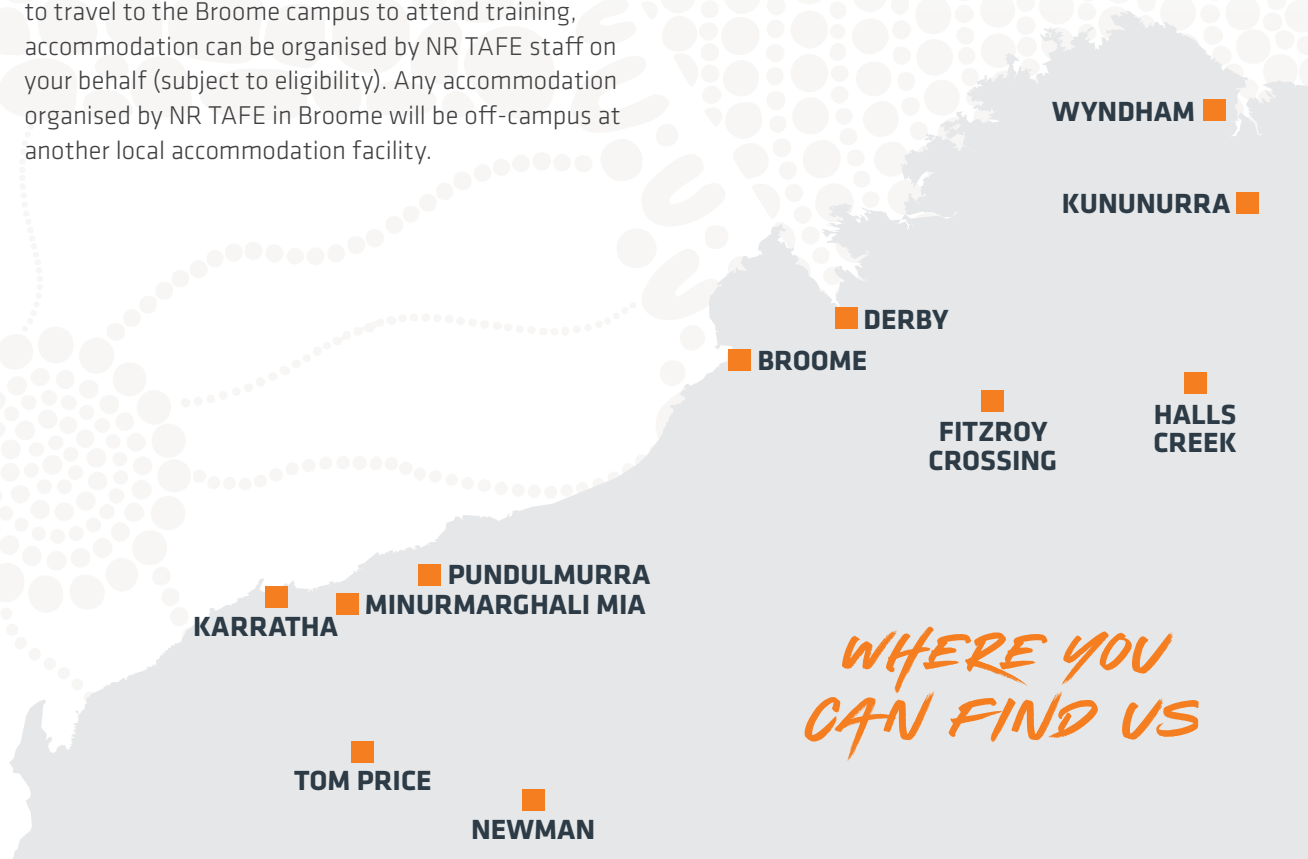 to travel to the Broome campus to attend training,
accommodation can be organised by NR TAFE staff on
your behalf (subject to eligibility). Any accommodation
organised by NR TAFE in Broome will be off-campus at
another local accommodation facility.
WYNDHAM
KUNUNURRA
DERBY
BROOME
HALLS
CREEK
FITZROY
CROSSING
PUNDULMURRA
MINURMARGHALI MIA
KARRATHA
WHERE YOU
CAN FIND US
TOM PRICE
NEWMAN